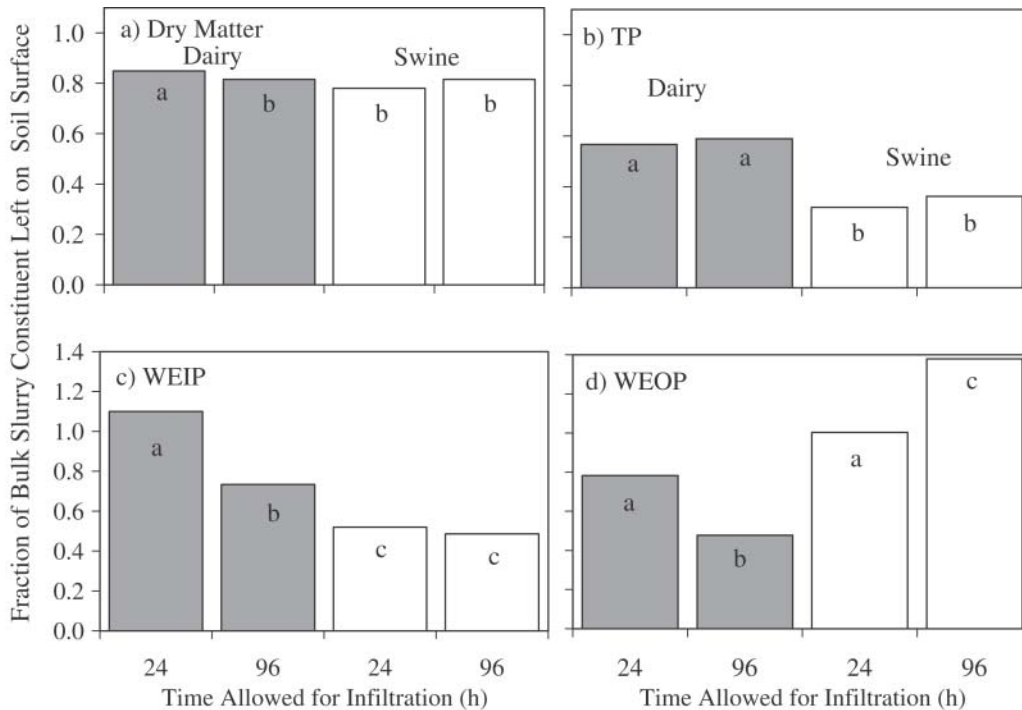 Fraction of Bulk Slurry Constituent Left on Soil Surface
a) Dry Matter
Dairy
Swine
1.0
0.8
0.6
0.4
0.2
0.0
a
b
b
b
b) TP
Dairy
Swine
a
a
b
b
c) WEIP
1.4
1.2
1.0
0.8
0.6
0.4
0.2
0.0
a
b
c
c
24 96 24 96
Time Allowed for Infiltration (h)
d) WEOP
a
b
a
c
24 96 24 96
Time Allowed for Infiltration (h)